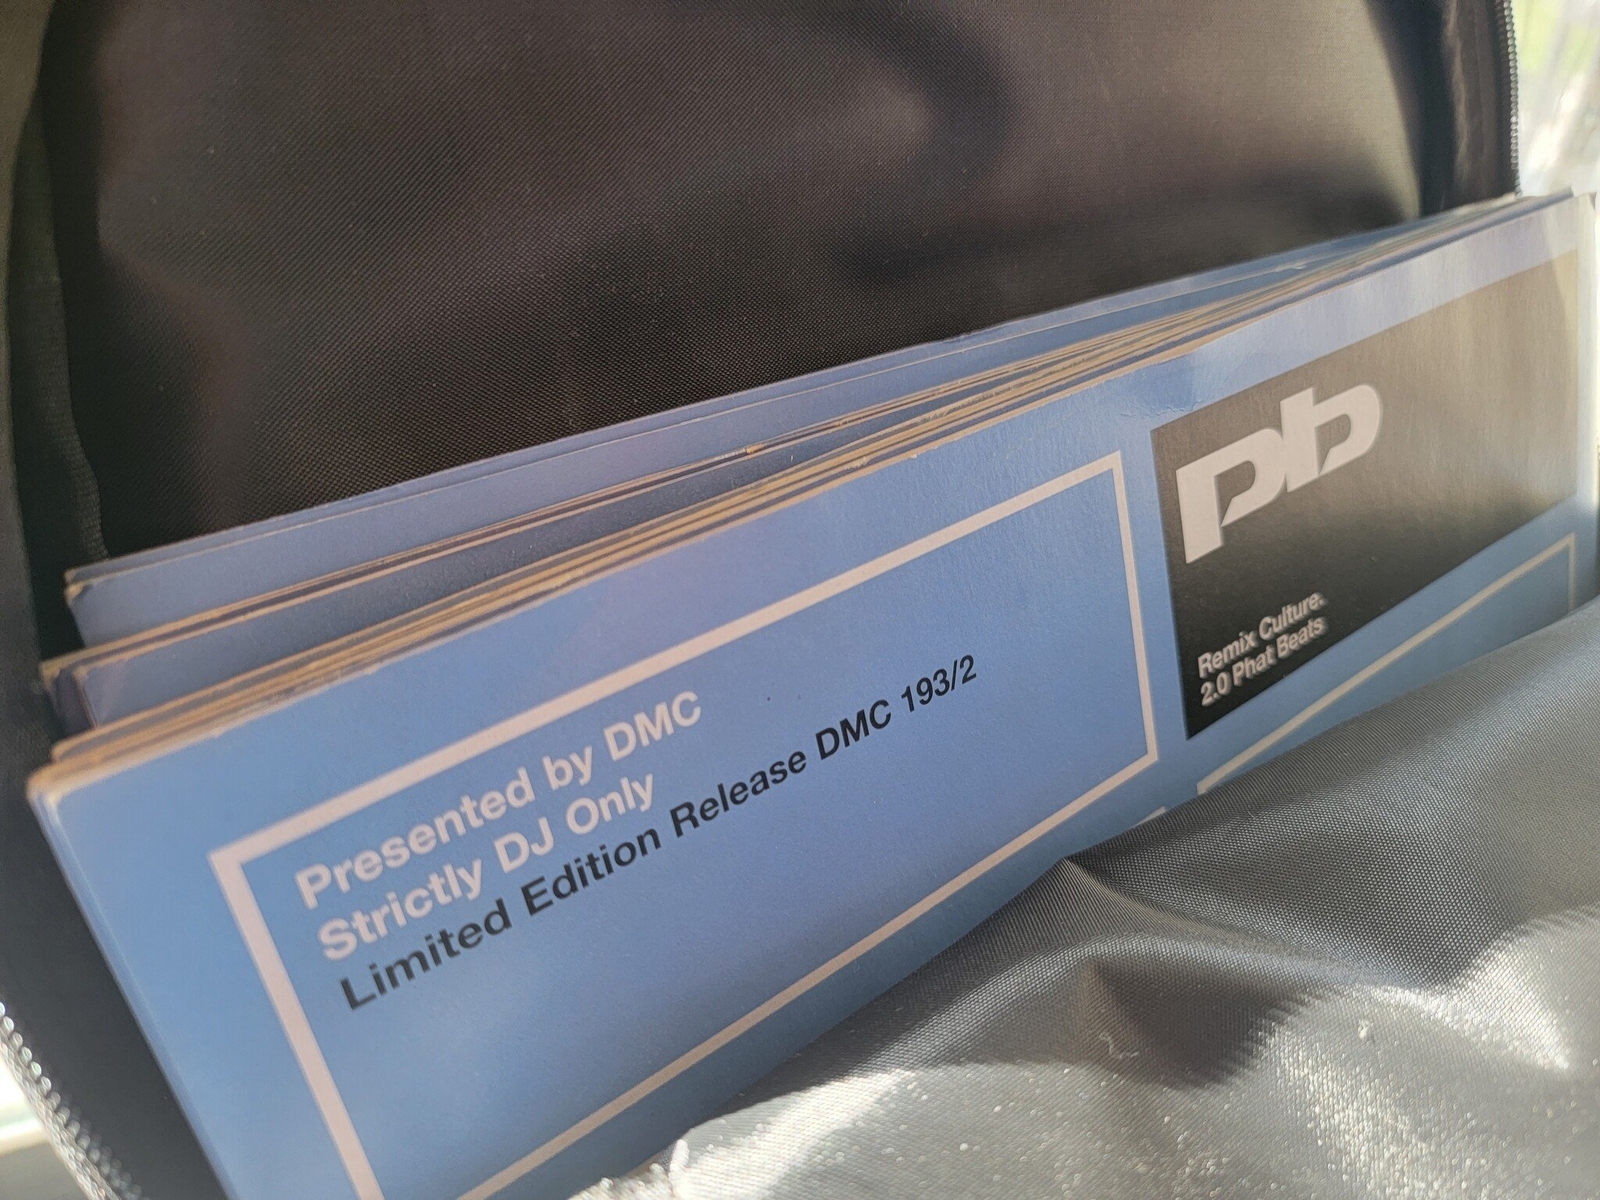 Presented by DMC
Strictly DJ Only
Limited Edition Release DMC 193/2
pb
Remix Culture.
2.0 Phat Beats